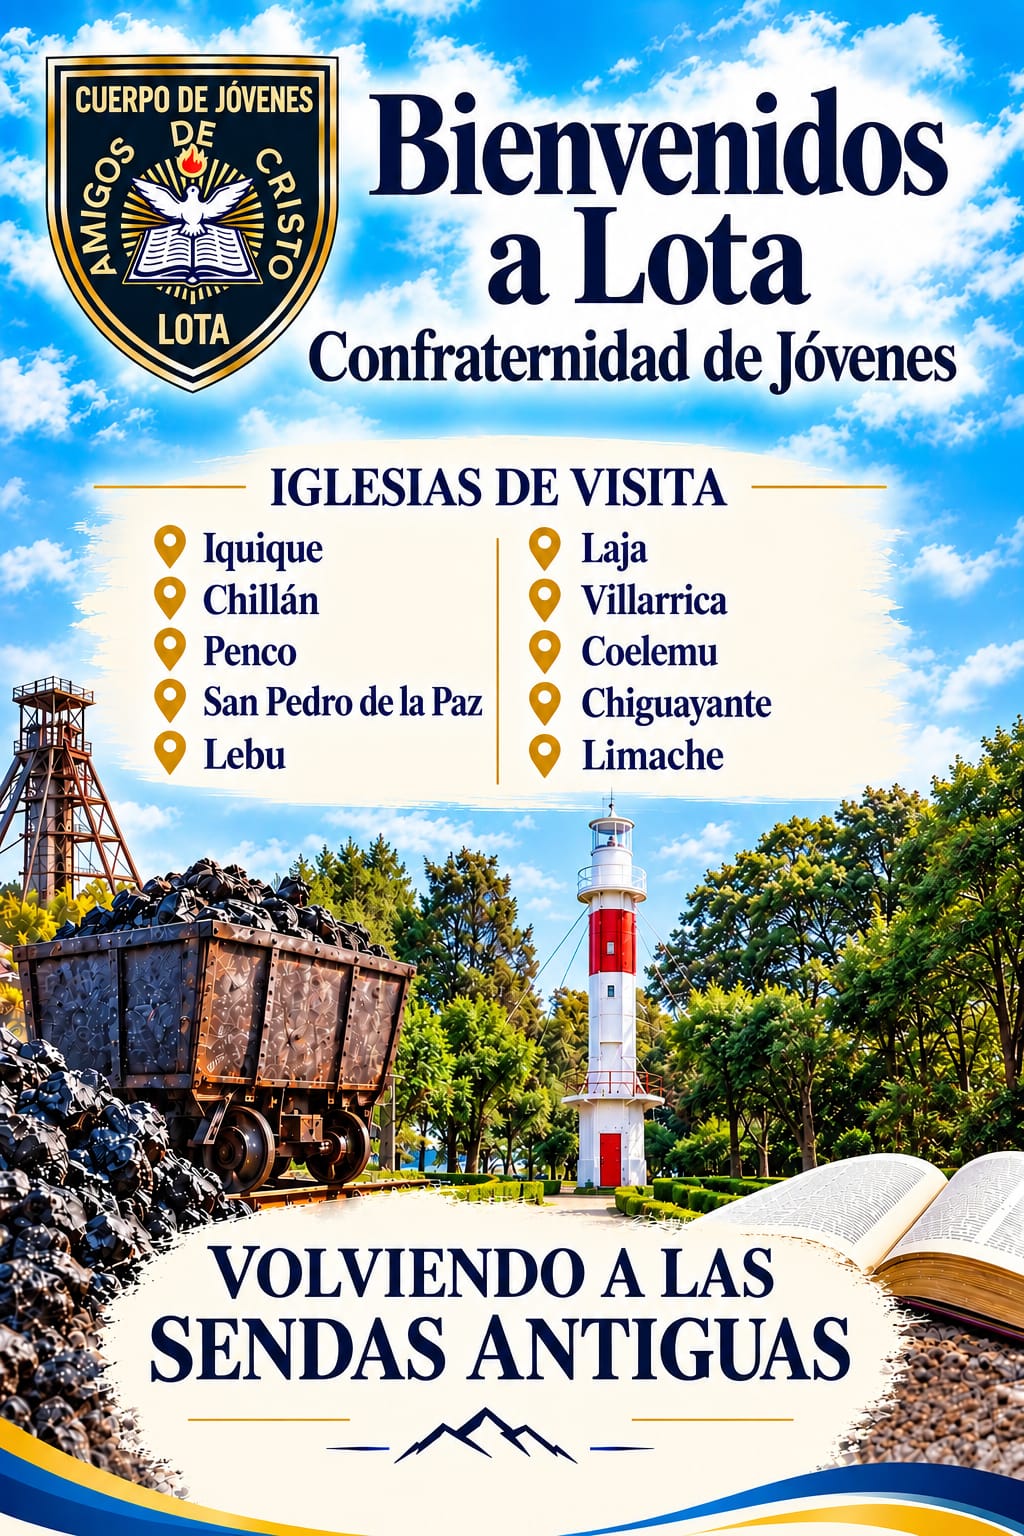 CUERPO DE JÓVENES
AMIGOS DE CRISTO
LOTA
Bienvenidos
a Lota
Confraternidad de Jóvenes
IGLESIAS DE VISITA
Iquique
Chillán
Penco
San Pedro de la Paz
Lebu
Laja
Villarrica
Coelemu
Chiguayante
Limache
VOLVIENDO A LAS
SENDAS ANTIGUAS